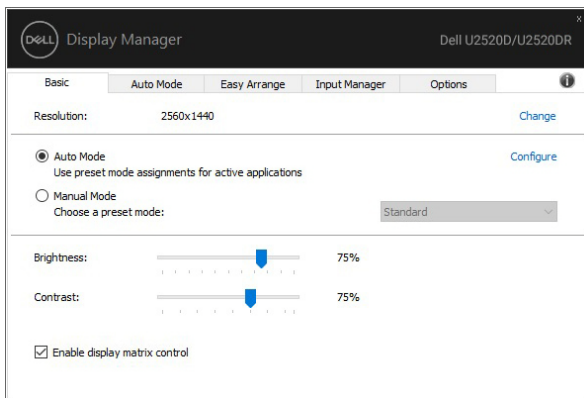 DELL Display Manager Dell U2520D/U2520DR
x
Basic Auto Mode Easy Arrange Input Manager Options
Resolution: 2560x1440 Change
Auto Mode Configure
Use preset mode assignments for active applications
Manual Mode
Choose a preset mode: Standard
Brightness: 75%
Contrast: 75%
Enable display matrix control